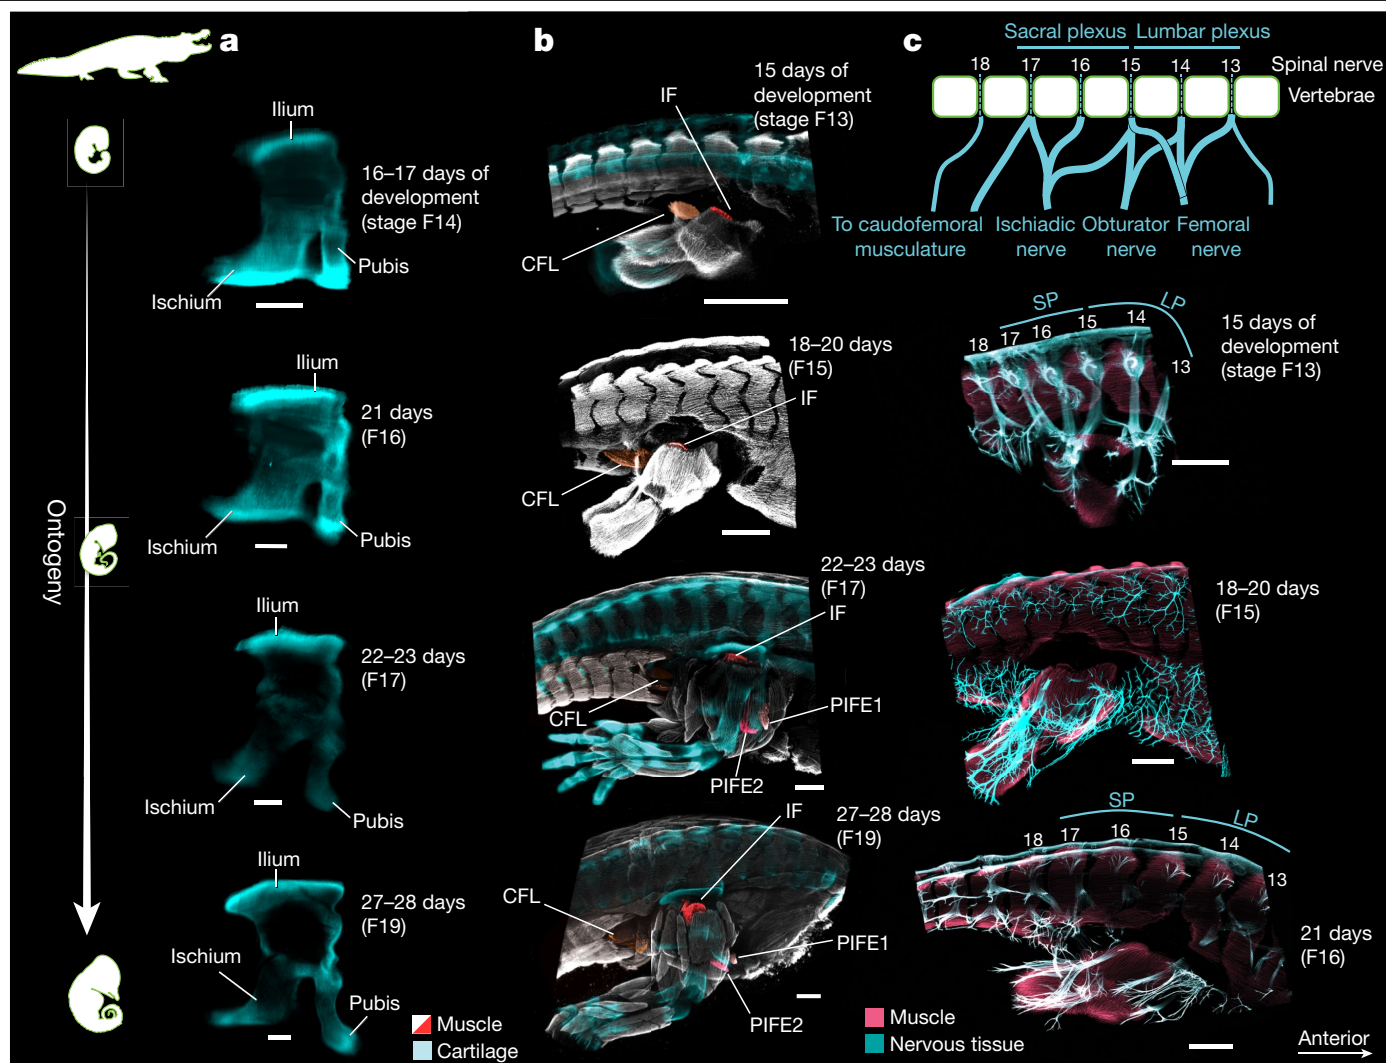 a
Ilium
16–17 days of
development
(stage F14)
Pubis
Ischium
Ilium
21 days
(F16)
Ischium
Pubis
Ilium
22–23 days
(F17)
Ischium
Pubis
Ilium
27–28 days
(F19)
Ischium
Pubis
Ontogeny
b
15 days of
development
(stage F13)
IF
CFL
18–20 days
(F15)
IF
CFL
22–23 days
(F17)
IF
CFL
PIFE1
PIFE2
27–28 days
(F19)
IF
CFL
PIFE1
PIFE2
Muscle
Cartilage
c
Sacral plexus Lumbar plexus
18 17 16 15 14 13 Spinal nerve
Vertebrae
To caudofemoral
musculature
Ischiadic
nerve
Obturator
nerve
Femoral
nerve
SP LP
18 17 16 15 14 13
15 days of
development
(stage F13)
18–20 days
(F15)
SP LP
18 17 16 15 14 13
21 days
(F16)
Muscle
Nervous tissue
Anterior